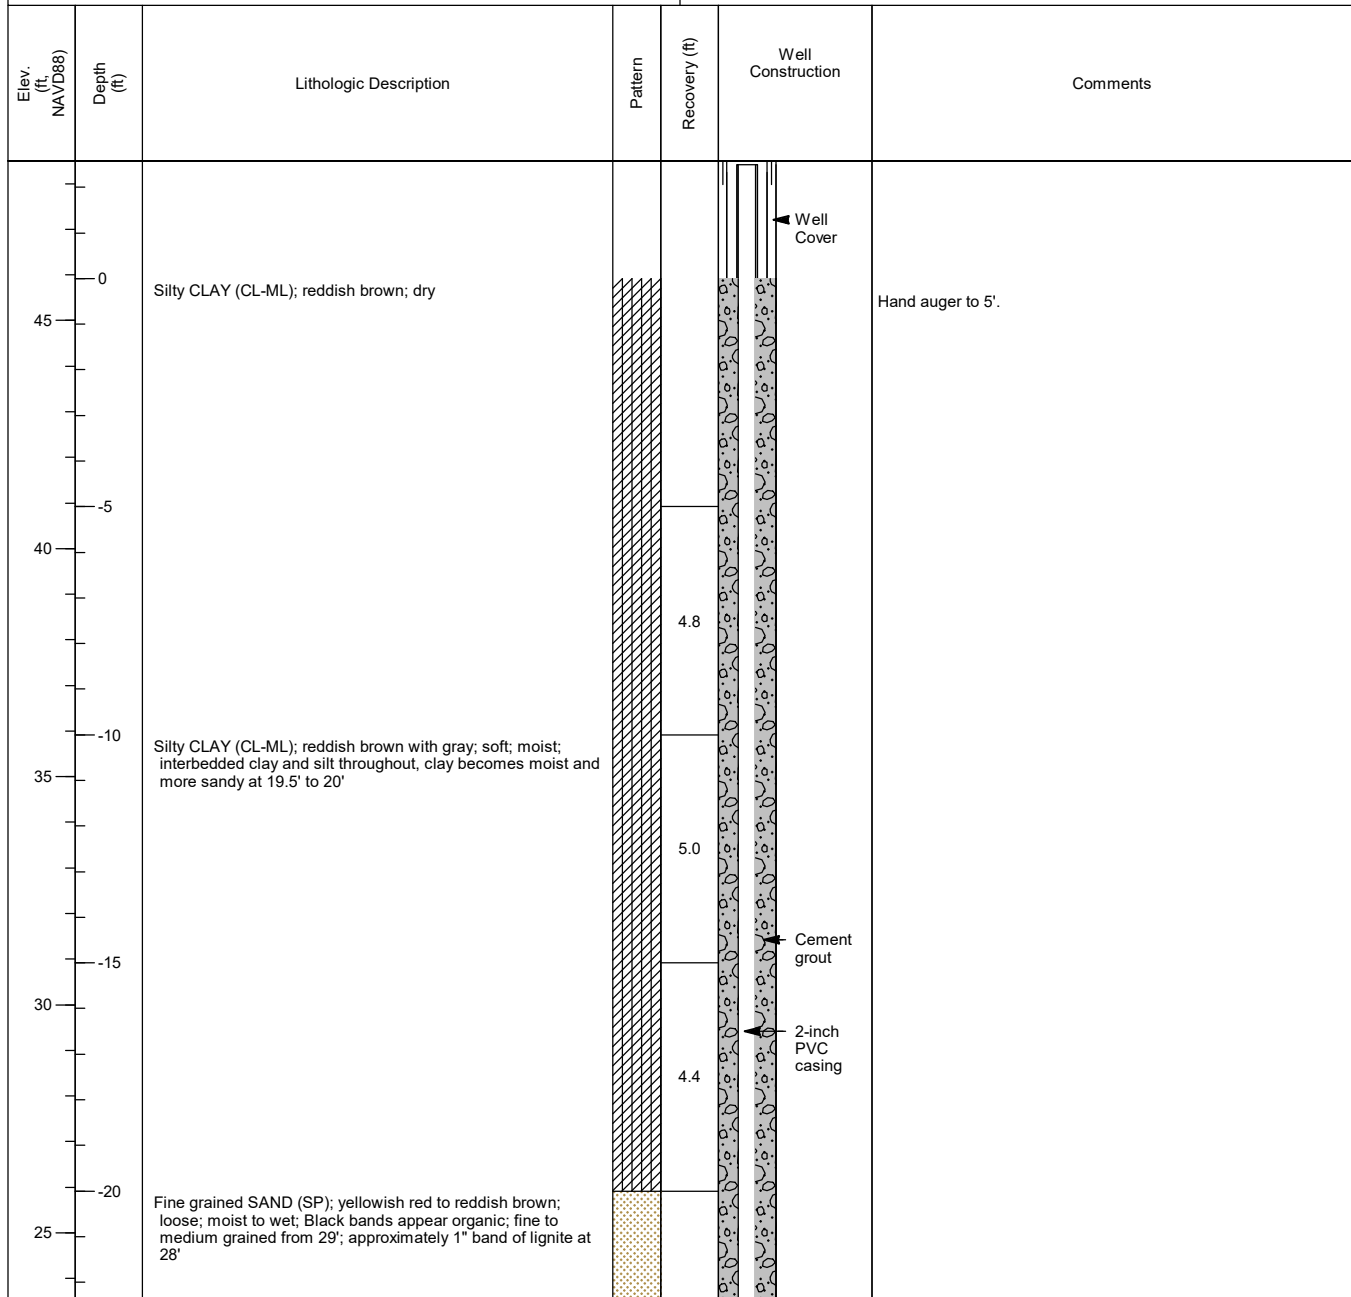 Elev.
(ft,
NAVD88)
Depth
(ft)
Lithologic Description
Pattern
Recovery (ft)
Well
Construction
Comments
Well
Cover
0
Silty CLAY (CL-ML); reddish brown; dry
Hand auger to 5'.
45
-5
40
4.8
-10
Silty CLAY (CL-ML); reddish brown with gray; soft; moist;
interbedded clay and silt throughout, clay becomes moist and
more sandy at 19.5' to 20'
35
5.0
Cement
grout
-15
30
2-inch
PVC
casing
4.4
-20
Fine grained SAND (SP); yellowish red to reddish brown;
loose; moist to wet; Black bands appear organic; fine to
medium grained from 29'; approximately 1" band of lignite at
28'
25